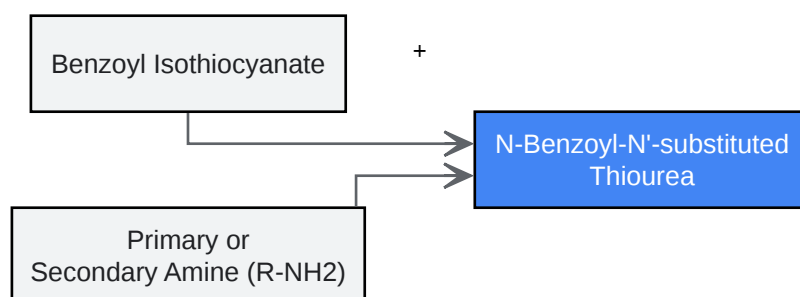 Benzoyl Isothiocyanate
+
N-Benzoyl-N'-substituted
Thiourea
Primary or
Secondary Amine (R-NH2)